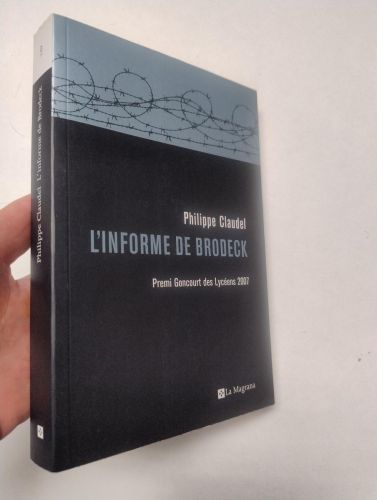 Philippe Claudel L'informe de Brodeck
Philippe Claudel
L'INFORME DE BRODECK
Premi Goncourt des Lycéens 2007
La Magrana